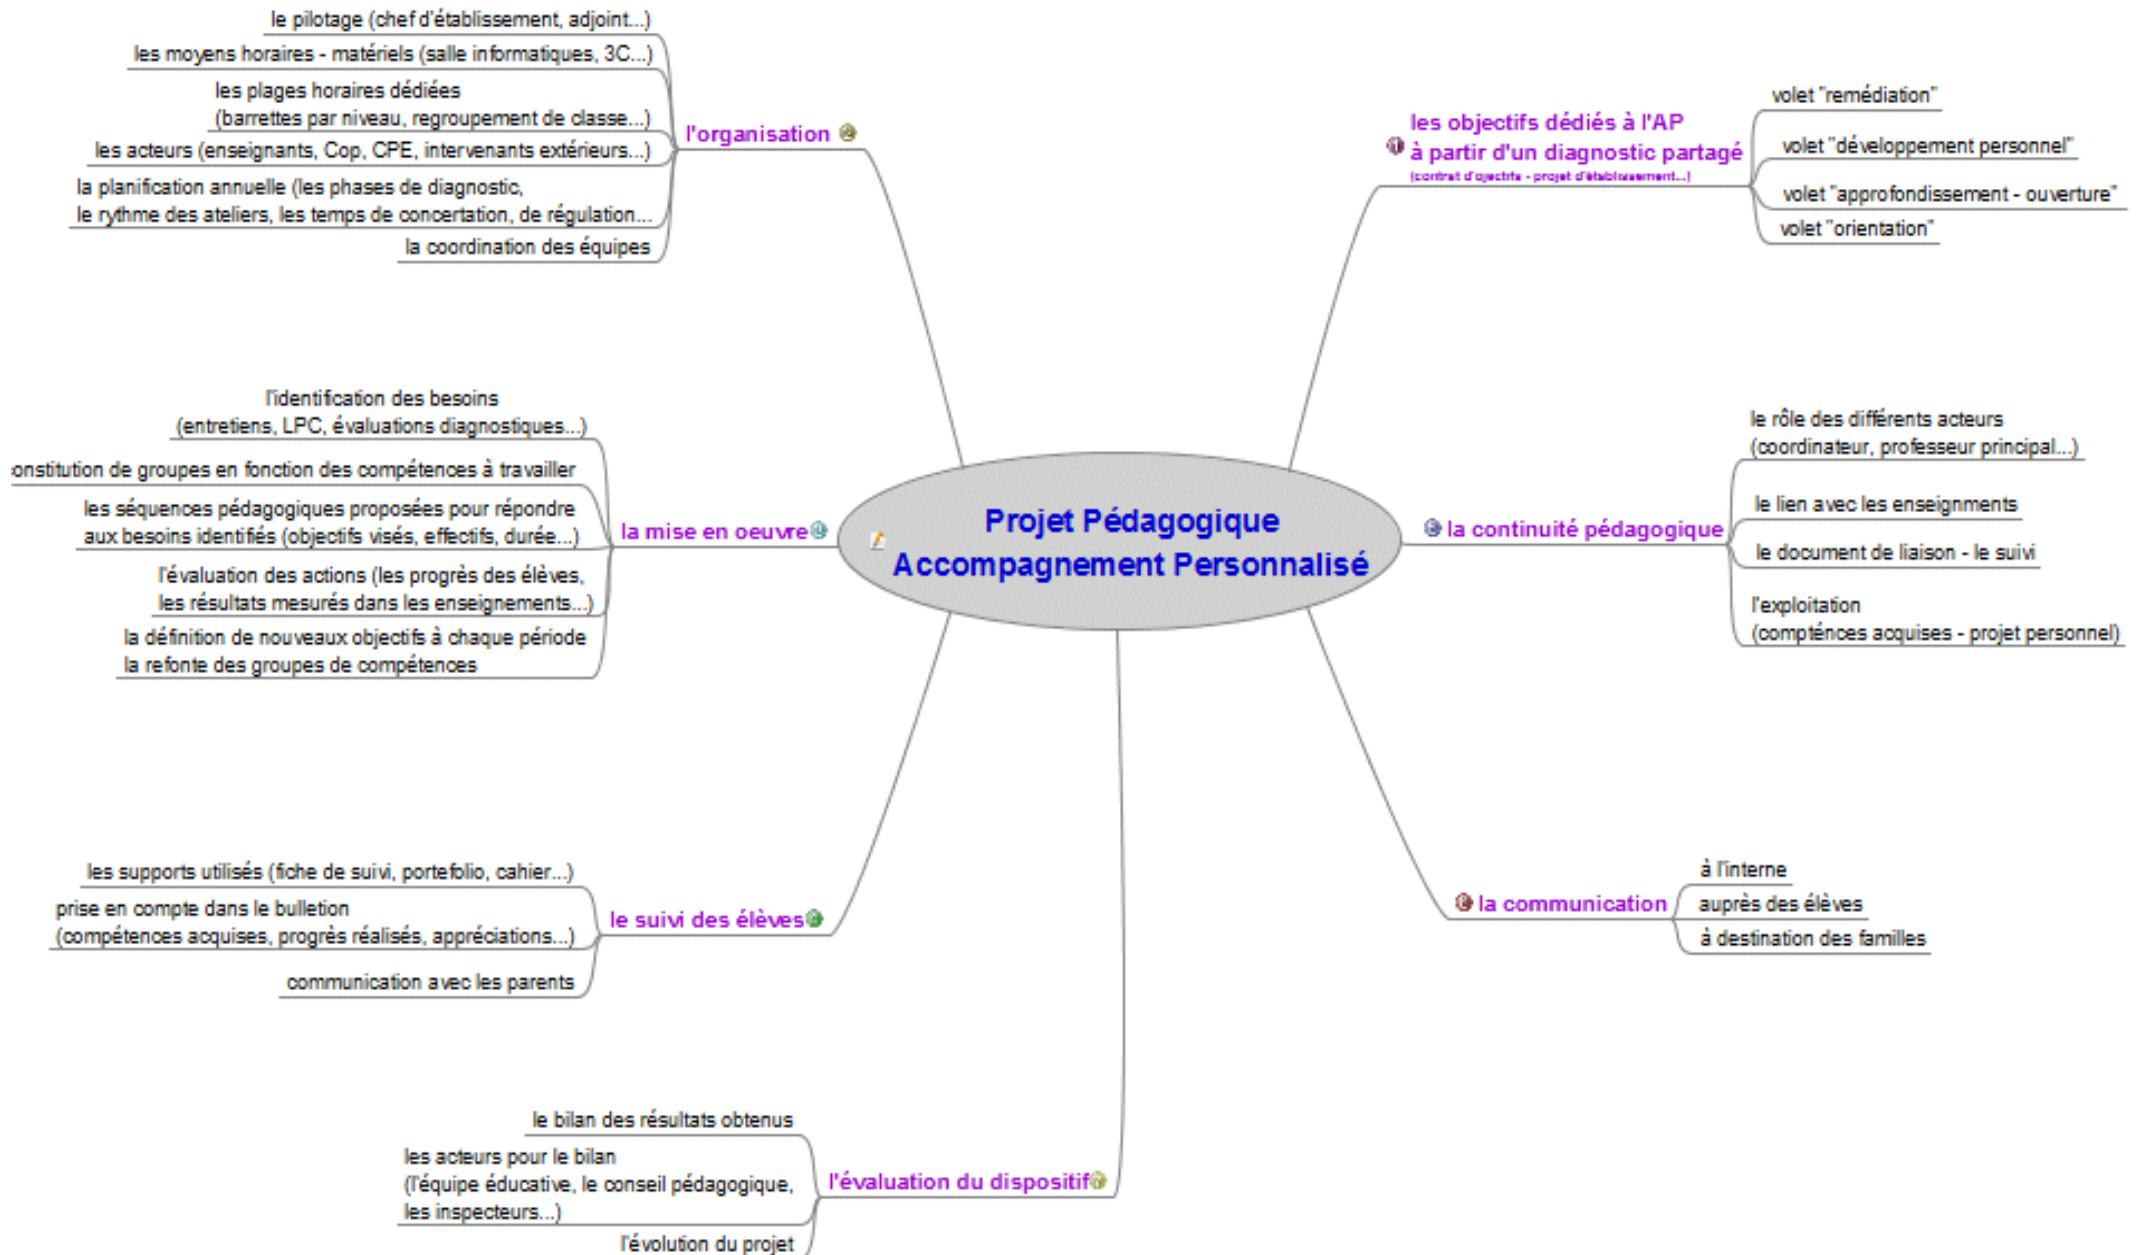 Projet Pédagogique
Accompagnement Personnalisé
les objectifs dédiés à l'AP
à partir d'un diagnostic partagé
(contrat d'ojectifs - projet d'établissement...)
volet "remédiation"
volet "développement personnel"
volet "approfondissement - ouverture"
volet "orientation"
la continuité pédagogique
le rôle des différents acteurs
(coordinateur, professeur principal...)
le lien avec les enseignments
le document de liaison - le suivi
l'exploitation
(compténces acquises - projet personnel)
la communication
à l'interne
auprès des élèves
à destination des familles
l'organisation
le pilotage (chef d'établissement, adjoint...)
les moyens horaires - matériels (salle informatiques, 3C...)
les plages horaires dédiées
(barrettes par niveau, regroupement de classe...)
les acteurs (enseignants, Cop, CPE, intervenants extérieurs...)
la planification annuelle (les phases de diagnostic,
le rythme des ateliers, les temps de concertation, de régulation...
la coordination des équipes
la mise en oeuvre
l'identification des besoins
(entretiens, LPC, évaluations diagnostiques...)
onstitution de groupes en fonction des compétences à travailler
les séquences pédagogiques proposées pour répondre
aux besoins identifiés (objectifs visés, effectifs, durée...)
l'évaluation des actions (les progrès des élèves,
les résultats mesurés dans les enseignements...)
la définition de nouveaux objectifs à chaque période
la refonte des groupes de compétences
le suivi des élèves
les supports utilisés (fiche de suivi, portefolio, cahier...)
prise en compte dans le bulletion
(compétences acquises, progrès réalisés, appréciations...)
communication avec les parents
l'évaluation du dispositif
le bilan des résultats obtenus
les acteurs pour le bilan
(l'équipe éducative, le conseil pédagogique,
les inspecteurs...)
l'évolution du projet